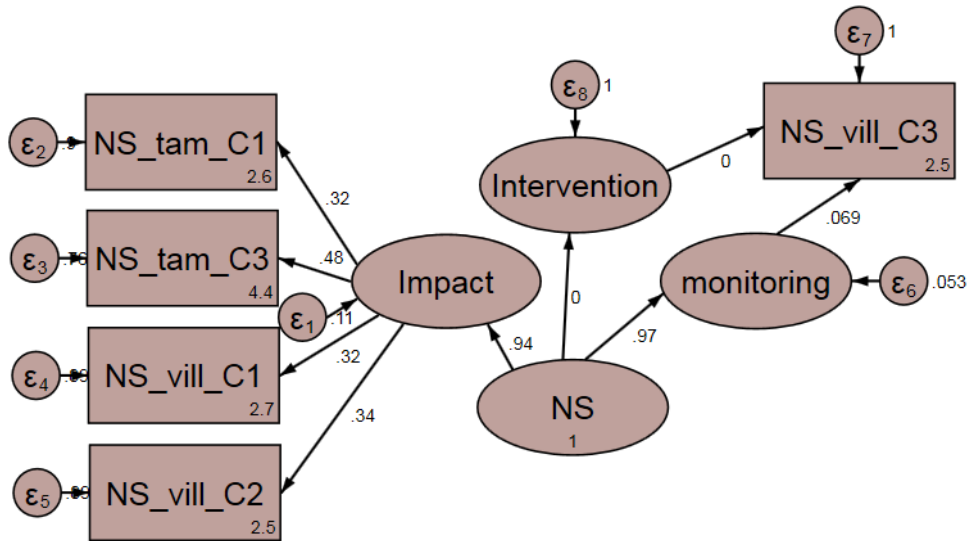 ε7
1
ε8
1
ε2
NS_tam_C1
2.6
NS_vill_C3
2.5
Intervention
0
.32
.069
ε3
NS_tam_C3
4.4
.48
Impact
monitoring
ε6
.053
ε1
.11
0
.97
.94
.32
ε4
NS_vill_C1
2.7
NS
1
.34
ε5
NS_vill_C2
2.5